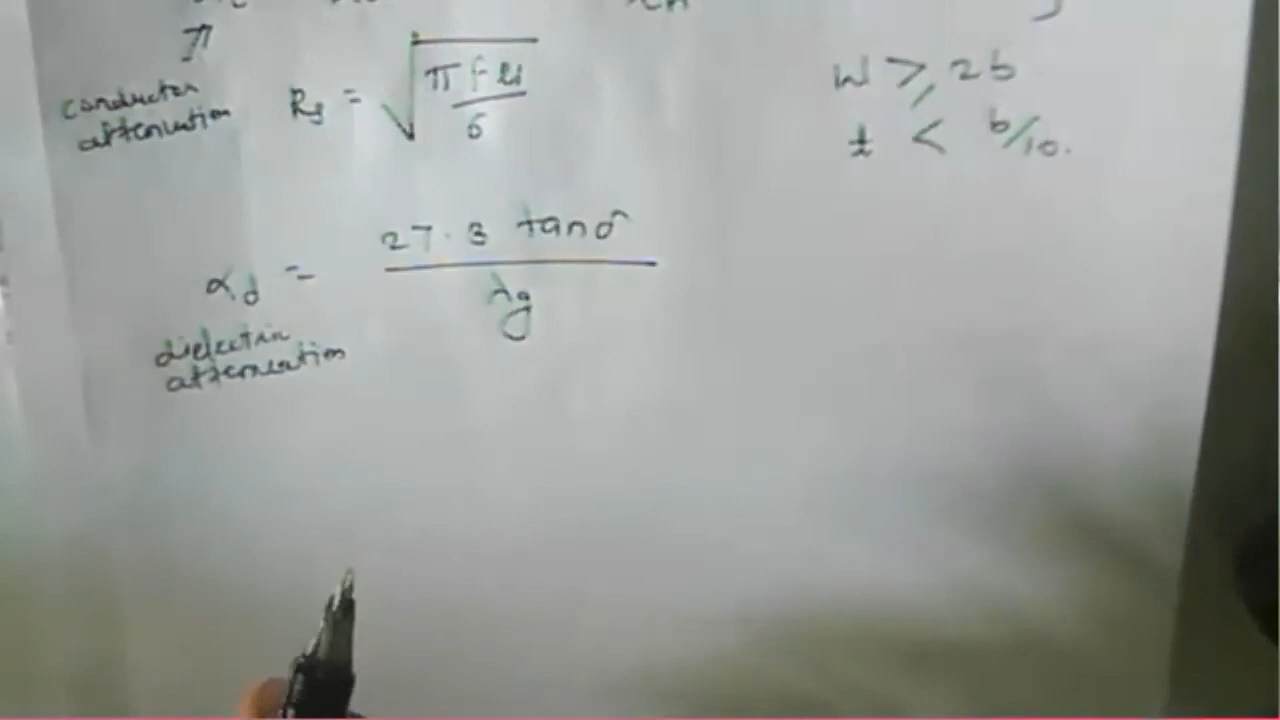 π
conductor
attenuation
Rs = √(πfμ / σ)
W ≥ 2b
t < b/10.
αd = 27.3 tanδ / λg
dielectric
attenuation